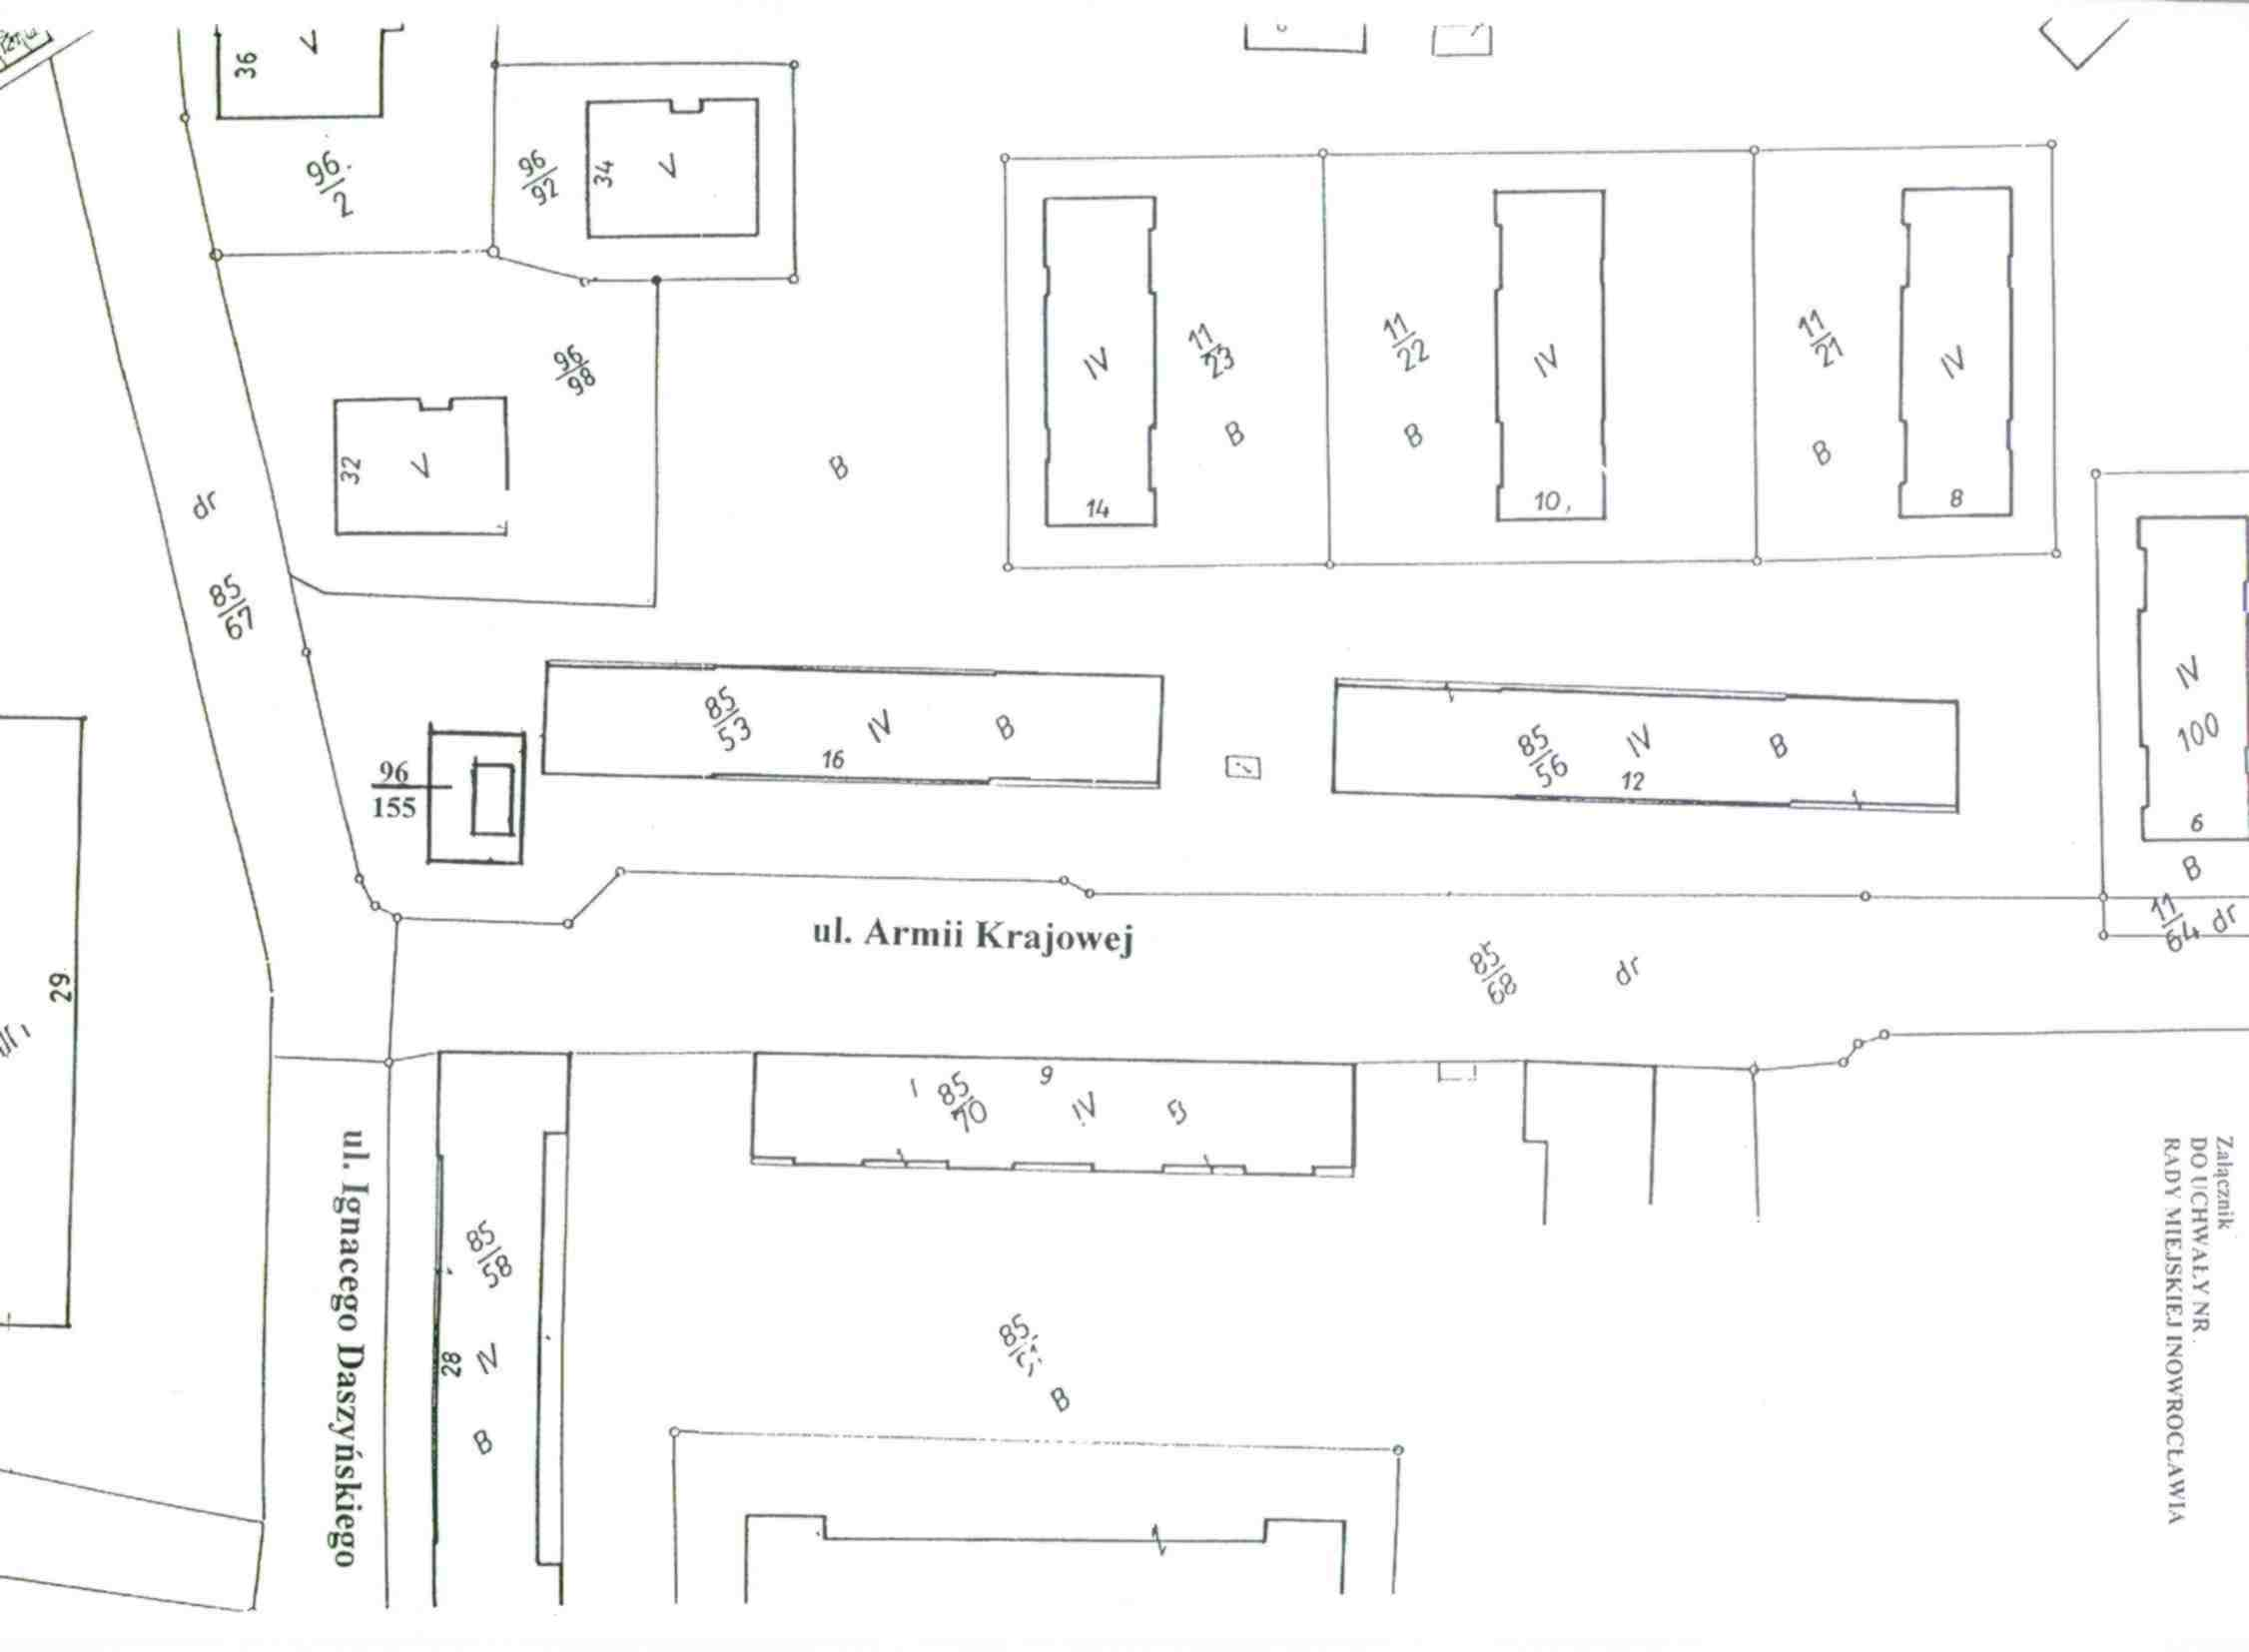 36
V
96
2
96
92
34
V
96
98
32
V
B
IV
14
11
23
B
11
22
B
IV
10
11
21
B
IV
8
dr
85
67
85
53
IV
B
16
85
56
IV
B
12
IV
100
6
B
11
64 dr
96
155
ul. Armii Krajowej
85
68
dr
29
85
70
9
IV
85
58
28
B
85
B
ul. Ignacego Daszyńskiego
Załącznik
DO UCHWAŁY NR
RADY MIEJSKIEJ INOWROCŁAWIA